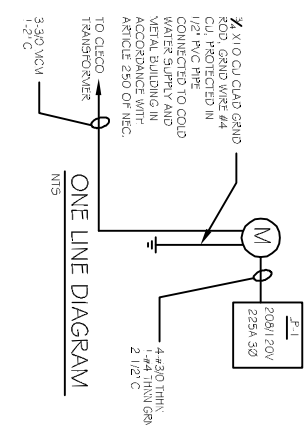 3/4 X 10 CU CLAD GRND
ROD / GRND WIRE #4
CU. PROTECTED IN
1/2" PVC PIPE
CONNECTED TO COLD
WATER SUPPLY AND
METAL BUILDING IN
ACCORDANCE WITH
ARTICLE 250 OF NEC.
TO CLECO
TRANSFORMER
3-3/0 MCM
1-2" C
M
P-1
208/120V
225A 3Ø
4-#3/0 THHN
1-#4 THHN GRN
2 1/2" C
ONE LINE DIAGRAM
NTS